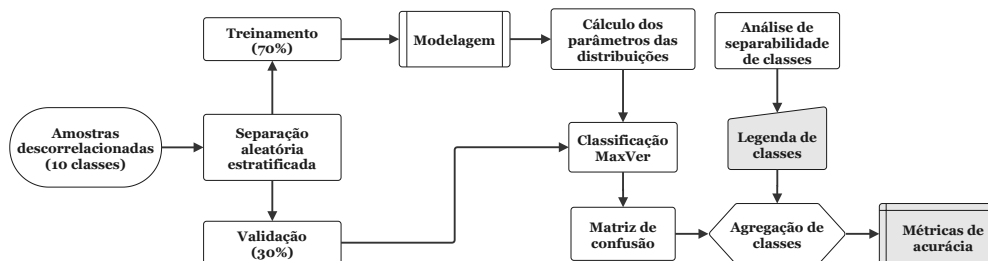 Treinamento
(70%)
Modelagem
Cálculo dos
parâmetros das
distribuições
Análise de
separabilidade
de classes
Amostras
descorrelacionadas
(10 classes)
Separação
aleatória
estratificada
Classificação
MaxVer
Legenda de
classes
Validação
(30%)
Matriz de
confusão
Agregação de
classes
Métricas de
acurácia